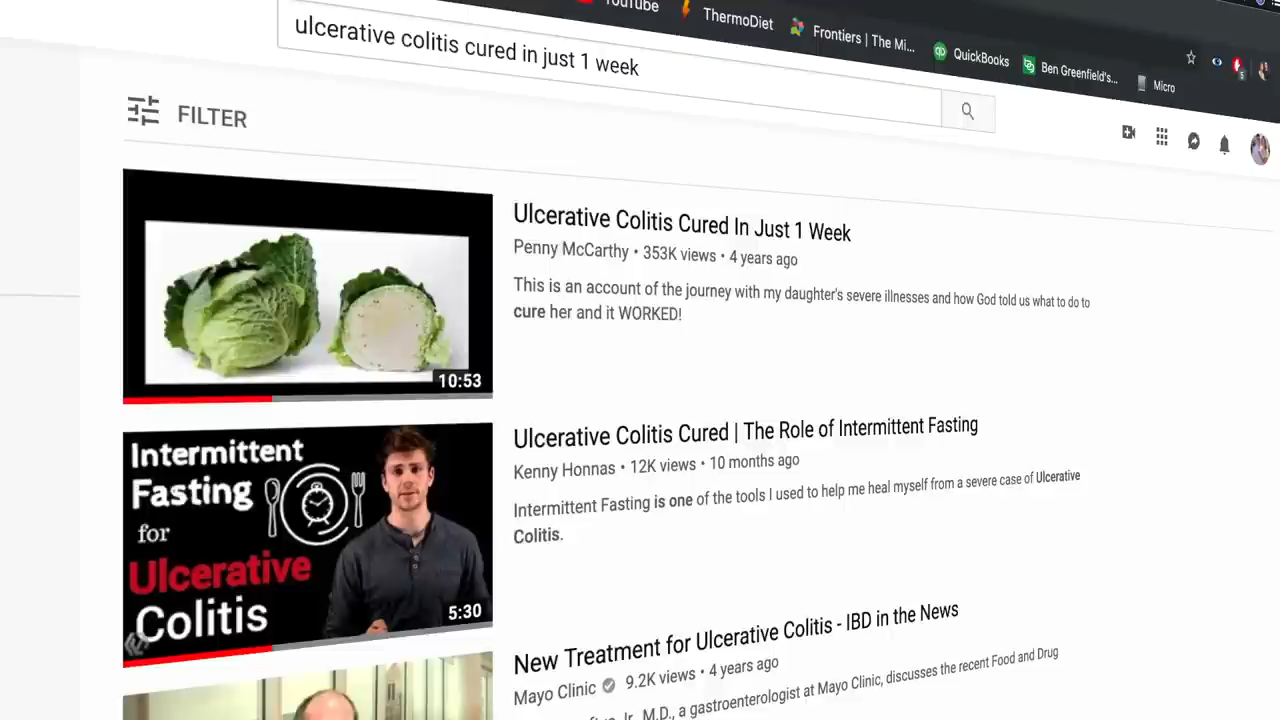 YouTube
ThermoDiet
Frontiers | The Mi...
QuickBooks
Ben Greenfield's...
Micro
ulcerative colitis cured in just 1 week
FILTER
Ulcerative Colitis Cured In Just 1 Week
Penny McCarthy • 353K views • 4 years ago
This is an account of the journey with my daughter's severe illnesses and how God told us what to do to
cure her and it WORKED!
10:53
Intermittent
Fasting
for
Ulcerative
Colitis
5:30
Ulcerative Colitis Cured | The Role of Intermittent Fasting
Kenny Honnas • 12K views • 10 months ago
Intermittent Fasting is one of the tools I used to help me heal myself from a severe case of Ulcerative
Colitis.
New Treatment for Ulcerative Colitis - IBD in the News
Mayo Clinic 9.2K views • 4 years ago
Jr. M.D., a gastroenterologist at Mayo Clinic, discusses the recent Food and Drug